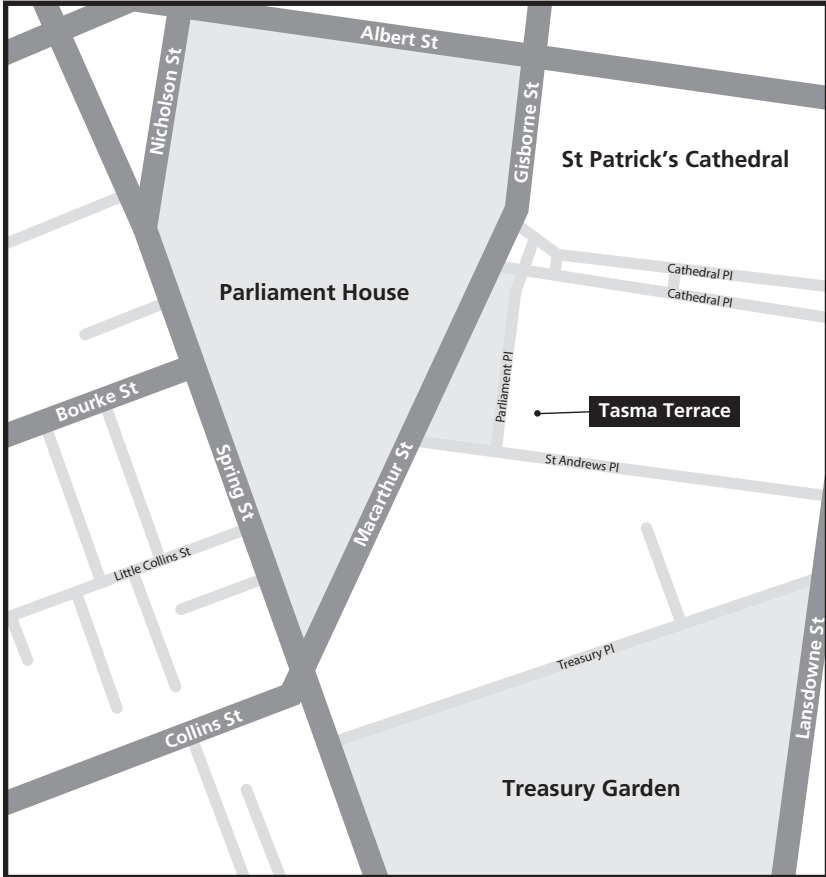 Albert St
Nicholson St
Gisborne St
St Patrick's Cathedral
Cathedral Pl
Parliament House
Cathedral Pl
Parliament Pl
Bourke St
Tasma Terrace
Spring St
Macarthur St
St Andrews Pl
Little Collins St
Treasury Pl
Lansdowne St
Collins St
Treasury Garden